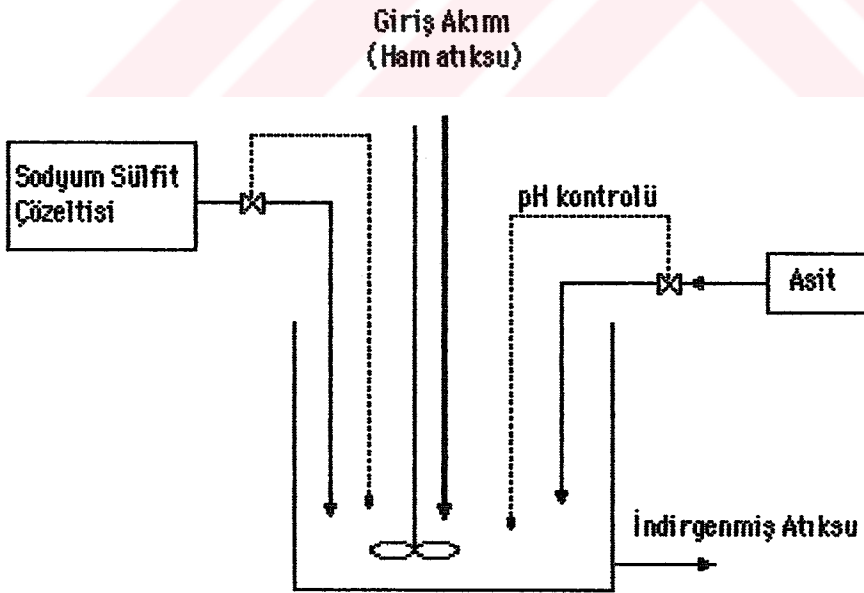 Giriş Akımı
(Ham atıksu)
Sodyum Sülfit
Çözeltisi
pH kontrolü
Asit
İndirgenmiş Atıksu